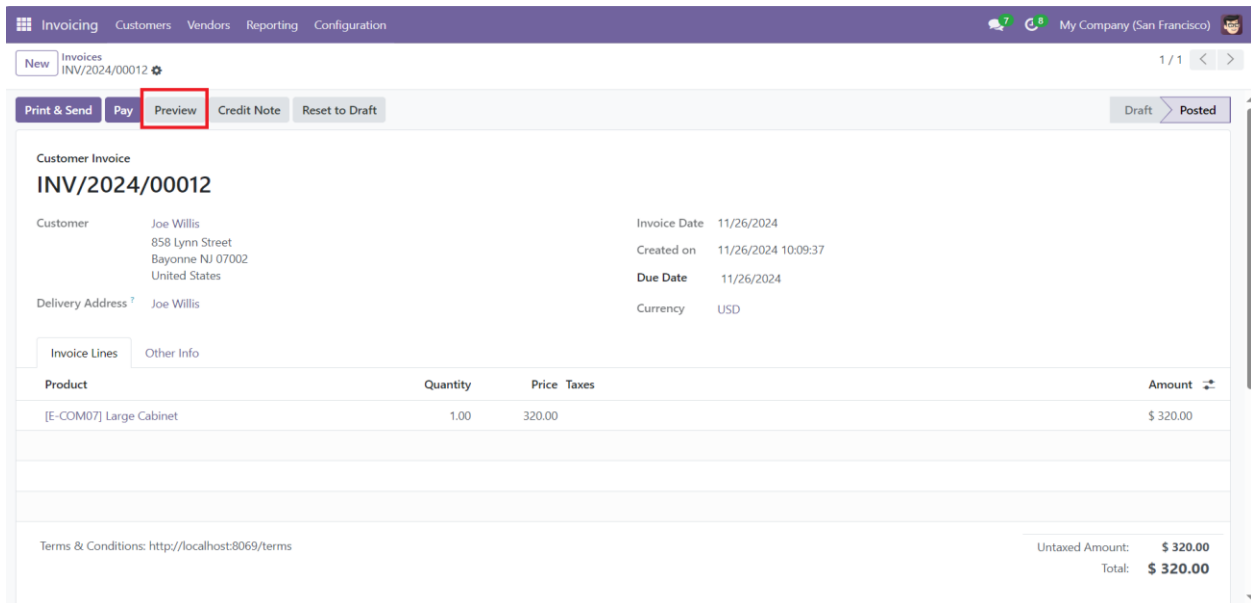 Invoicing Customers Vendors Reporting Configuration 7 8 My Company (San Francisco)
New Invoices
INV/2024/00012 1 / 1
Print & Send Pay Preview Credit Note Reset to Draft Draft Posted
Customer Invoice
INV/2024/00012
Customer Joe Willis Invoice Date 11/26/2024
858 Lynn Street
Bayonne NJ 07002 Created on 11/26/2024 10:09:37
United States Due Date 11/26/2024
Delivery Address ? Joe Willis Currency USD
Invoice Lines Other Info
Product Quantity Price Taxes Amount
[E-COM07] Large Cabinet 1.00 320.00 $ 320.00
Terms & Conditions: http://localhost:8069/terms Untaxed Amount: $ 320.00
Total: $ 320.00